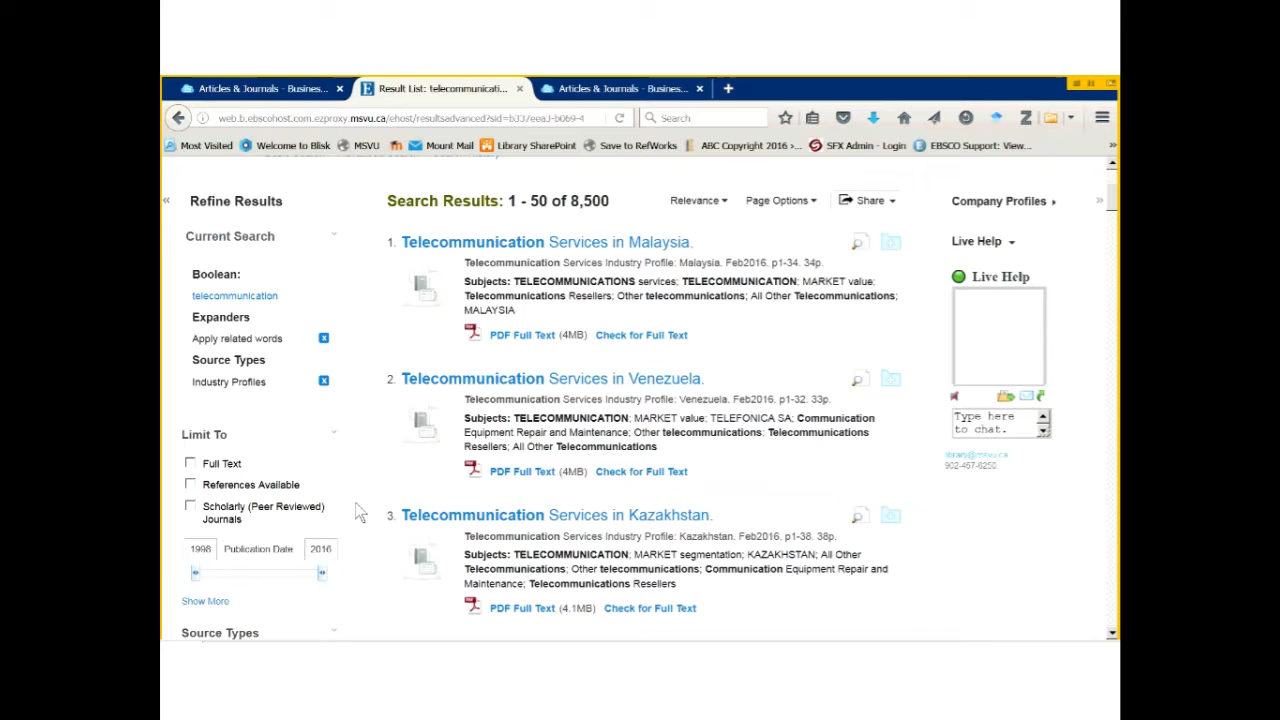 Articles & Journals - Busines...
Result List: telecommunicati...
Articles & Journals - Busines...
web.b.ebscohost.com.ezproxy.msvu.ca/ehost/resultsadvanced?sid=b337eea3-b069-4
Search
Most Visited
Welcome to Blisk
MSVU
Mount Mail
Library SharePoint
Save to RefWorks
ABC Copyright 2016 >...
SFX Admin - Login
EBSCO Support: View...
Refine Results
Current Search
Boolean:
telecommunication
Expanders
Apply related words
Source Types
Industry Profiles
Limit To
Full Text
References Available
Scholarly (Peer Reviewed)
Journals
1998 Publication Date 2016
Show More
Source Types
Search Results: 1 - 50 of 8,500
Relevance
Page Options
Share
1. Telecommunication Services in Malaysia.
Telecommunication Services Industry Profile: Malaysia. Feb2016. p1-34. 34p.
Subjects: TELECOMMUNICATIONS services; TELECOMMUNICATION; MARKET value;
Telecommunications Resellers; Other telecommunications; All Other Telecommunications;
MALAYSIA
PDF Full Text (4MB) Check for Full Text
2. Telecommunication Services in Venezuela.
Telecommunication Services Industry Profile: Venezuela. Feb2016. p1-32. 33p.
Subjects: TELECOMMUNICATION; MARKET value; TELEFONICA SA; Communication
Equipment Repair and Maintenance; Other telecommunications; Telecommunications
Resellers; All Other Telecommunications
PDF Full Text (4MB) Check for Full Text
3. Telecommunication Services in Kazakhstan.
Telecommunication Services Industry Profile: Kazakhstan. Feb2016. p1-38. 38p.
Subjects: TELECOMMUNICATION; MARKET segmentation; KAZAKHSTAN; All Other
Telecommunications; Other telecommunications; Communication Equipment Repair and
Maintenance; Telecommunications Resellers
PDF Full Text (4.1MB) Check for Full Text
Company Profiles
Live Help
Live Help
Type here
to chat.
library@msvu.ca
902-457-6250.